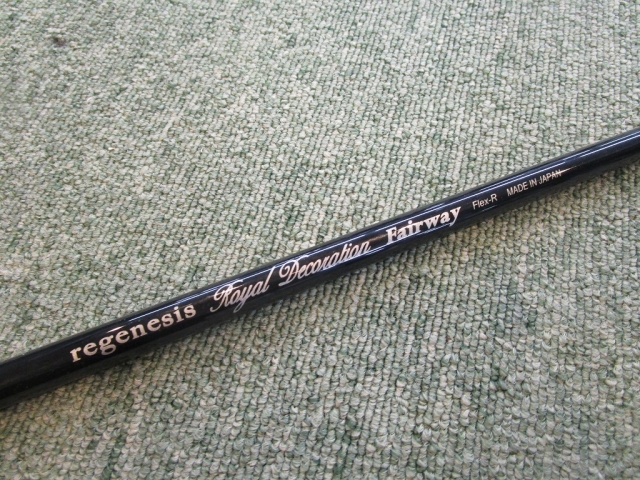 regenesis Royal Decoration Fairway Flex-R MADE IN JAPAN